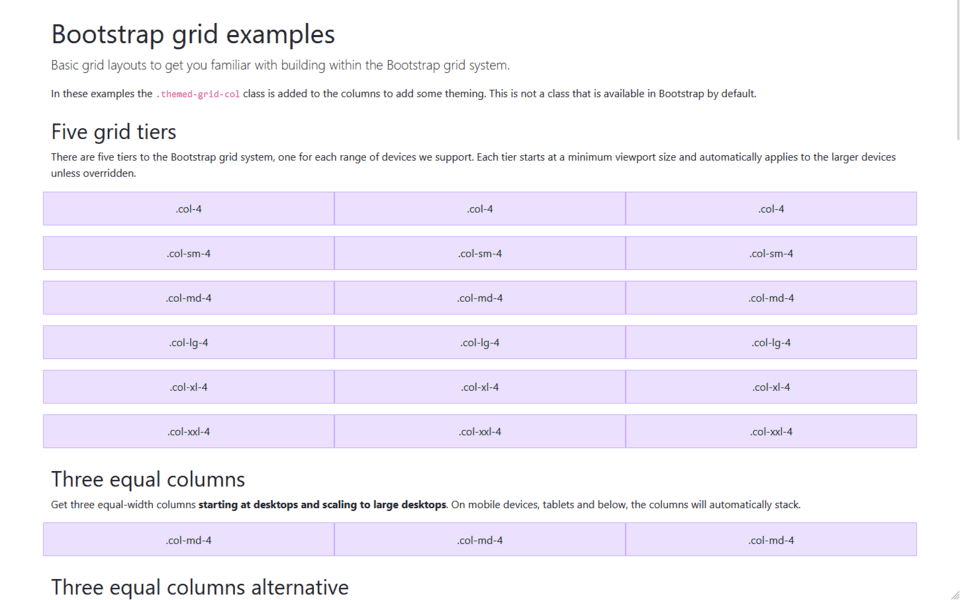 Bootstrap grid examples
Basic grid layouts to get you familiar with building within the Bootstrap grid system.
In these examples the .themed-grid-col class is added to the columns to add some theming. This is not a class that is available in Bootstrap by default.
Five grid tiers
There are five tiers to the Bootstrap grid system, one for each range of devices we support. Each tier starts at a minimum viewport size and automatically applies to the larger devices
unless overridden.
.col-4 .col-4 .col-4
.col-sm-4 .col-sm-4 .col-sm-4
.col-md-4 .col-md-4 .col-md-4
.col-lg-4 .col-lg-4 .col-lg-4
.col-xl-4 .col-xl-4 .col-xl-4
.col-xxl-4 .col-xxl-4 .col-xxl-4
Three equal columns
Get three equal-width columns starting at desktops and scaling to large desktops. On mobile devices, tablets and below, the columns will automatically stack.
.col-md-4 .col-md-4 .col-md-4
Three equal columns alternative